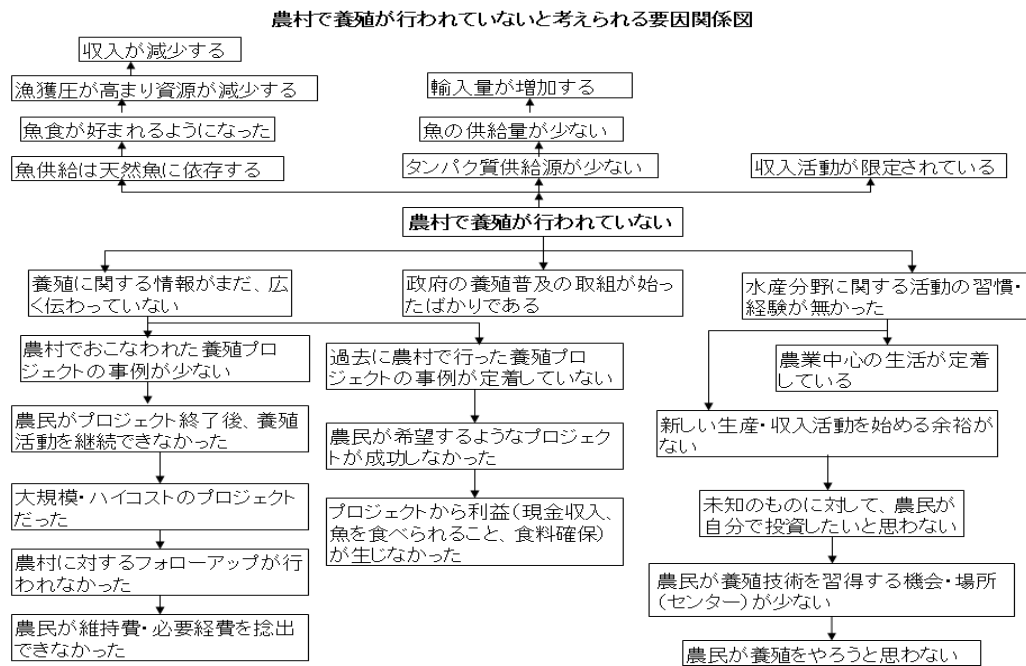 農村で養殖が行われていないと考えられる要因関係図
収入が減少する
漁獲圧が高まり資源が減少する
魚食が好まれるようになった
魚供給は天然魚に依存する
輸入量が増加する
魚の供給量が少ない
タンパク質供給源が少ない
収入活動が限定されている
農村で養殖が行われていない
養殖に関する情報がまだ、広
く伝わっていない
政府の養殖普及の取組が始っ
たばかりである
水産分野に関する活動の習慣・
経験が無かった
農村でおこなわれた養殖プロ
ジェクトの事例が少ない
過去に農村で行った養殖プロ
ジェクトの事例が定着していない
農業中心の生活が定着
している
農民がプロジェクト終了後、養殖
活動を継続できなかった
農民が希望するようなプロジェク
トが成功しなかった
新しい生産・収入活動を始める余裕が
ない
大規模・ハイコストのプロジェクト
だった
プロジェクトから利益(現金収入、
魚を食べられること、食料確保)
が生じなかった
未知のものに対して、農民が
自分で投資したいと思わない
農村に対するフォローアップが行
われなかった
農民が養殖技術を習得する機会・場所
(センター)が少ない
農民が維持費・必要経費を捻出
できなかった
農民が養殖をやろうと思わない